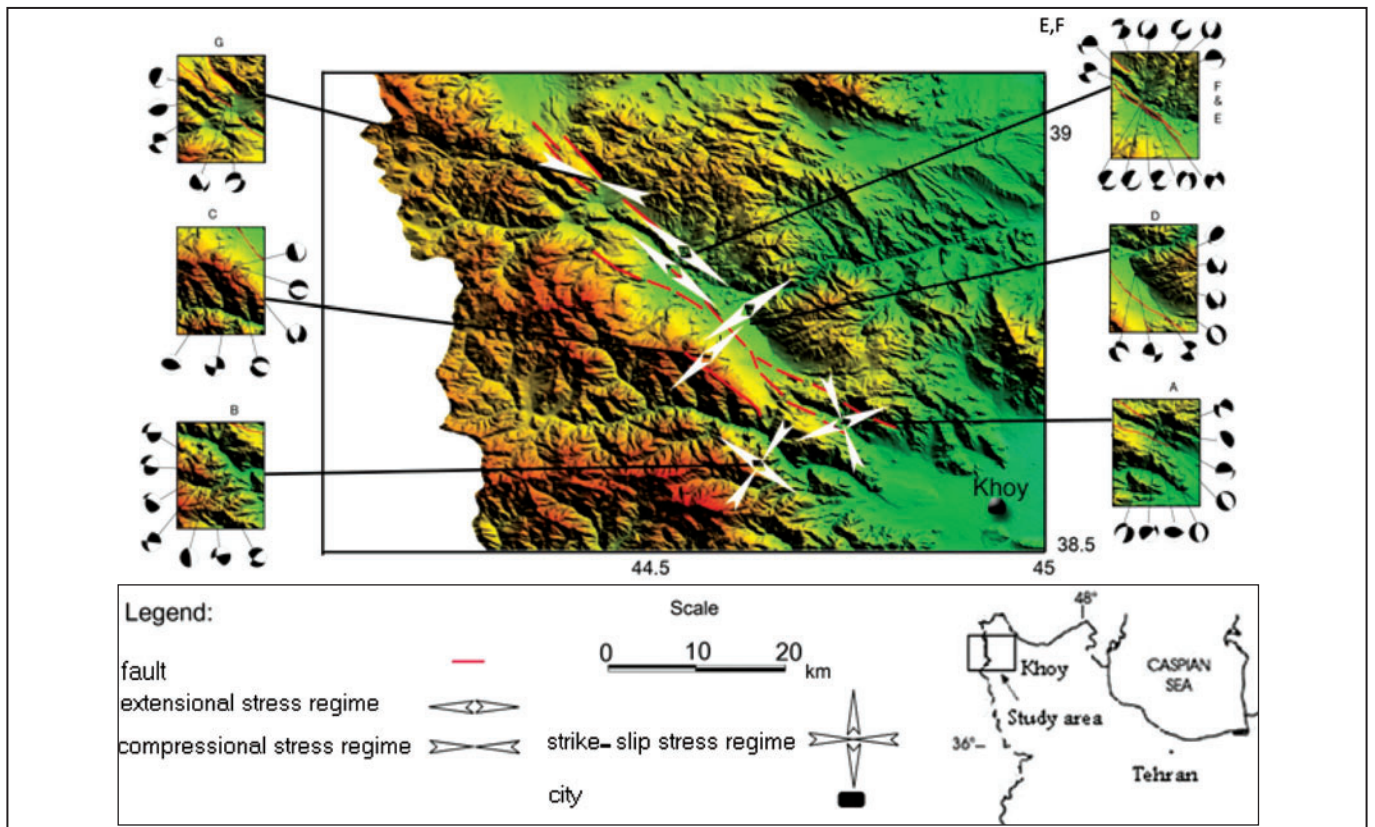 G
E,F
F
&
E
39
C
D
B
A
Khoy
38.5
44.5
45
Legend:
Scale
0 10 20
km
fault
extensional stress regime
compressional stress regime
strike-slip stress regime
city
48°
Khoy
CASPIAN
SEA
Study area
36°
Tehran